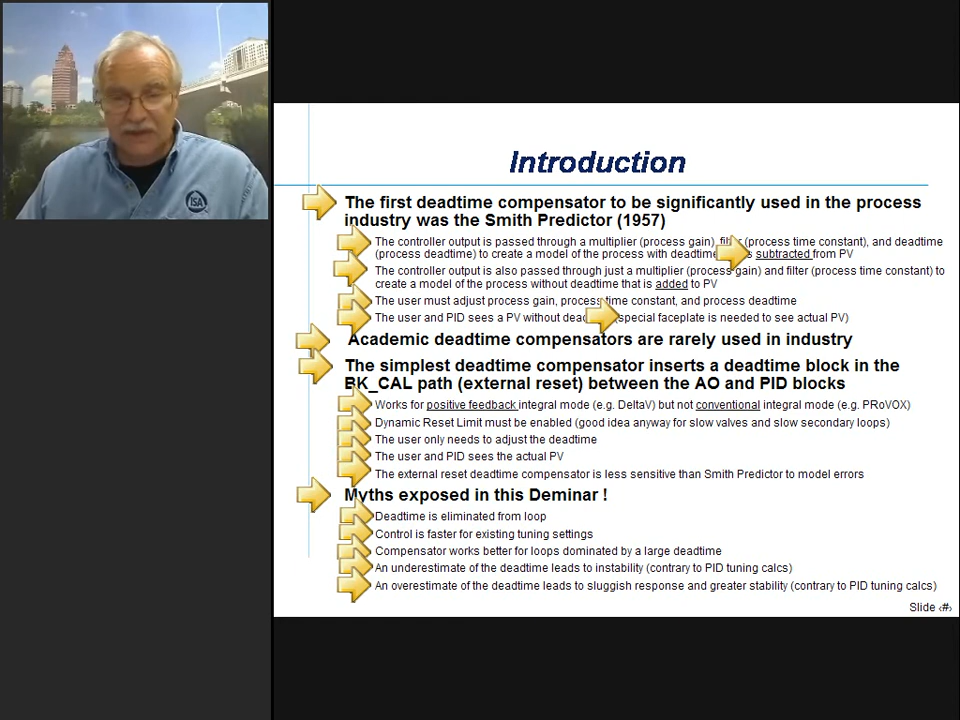 ISA
Introduction
The first deadtime compensator to be significantly used in the process
industry was the Smith Predictor (1957)
The controller output is passed through a multiplier (process gain), (process time constant), and deadtime
(process deadtime) to create a model of the process with deadtime subtracted from PV
The controller output is also passed through just a multiplier (process gain) and filter (process time constant) to
create a model of the process without deadtime that is added to PV
The user must adjust process gain, process time constant, and process deadtime
The user and PID sees a PV without (special faceplate is needed to see actual PV)
Academic deadtime compensators are rarely used in industry
The simplest deadtime compensator inserts a deadtime block in the
BK_CAL path (external reset) between the AO and PID blocks
Works for positive feedback integral mode (e.g. DeltaV) but not conventional integral mode (e.g. PRoVOX)
Dynamic Reset Limit must be enabled (good idea anyway for slow valves and slow secondary loops)
The user only needs to adjust the deadtime
The user and PID sees the actual PV
The external reset deadtime compensator is less sensitive than Smith Predictor to model errors
Myths exposed in this Deminar !
Deadtime is eliminated from loop
Control is faster for existing tuning settings
Compensator works better for loops dominated by a large deadtime
An underestimate of the deadtime leads to instability (contrary to PID tuning calcs)
An overestimate of the deadtime leads to sluggish response and greater stability (contrary to PID tuning calcs)
Slide ‹#›